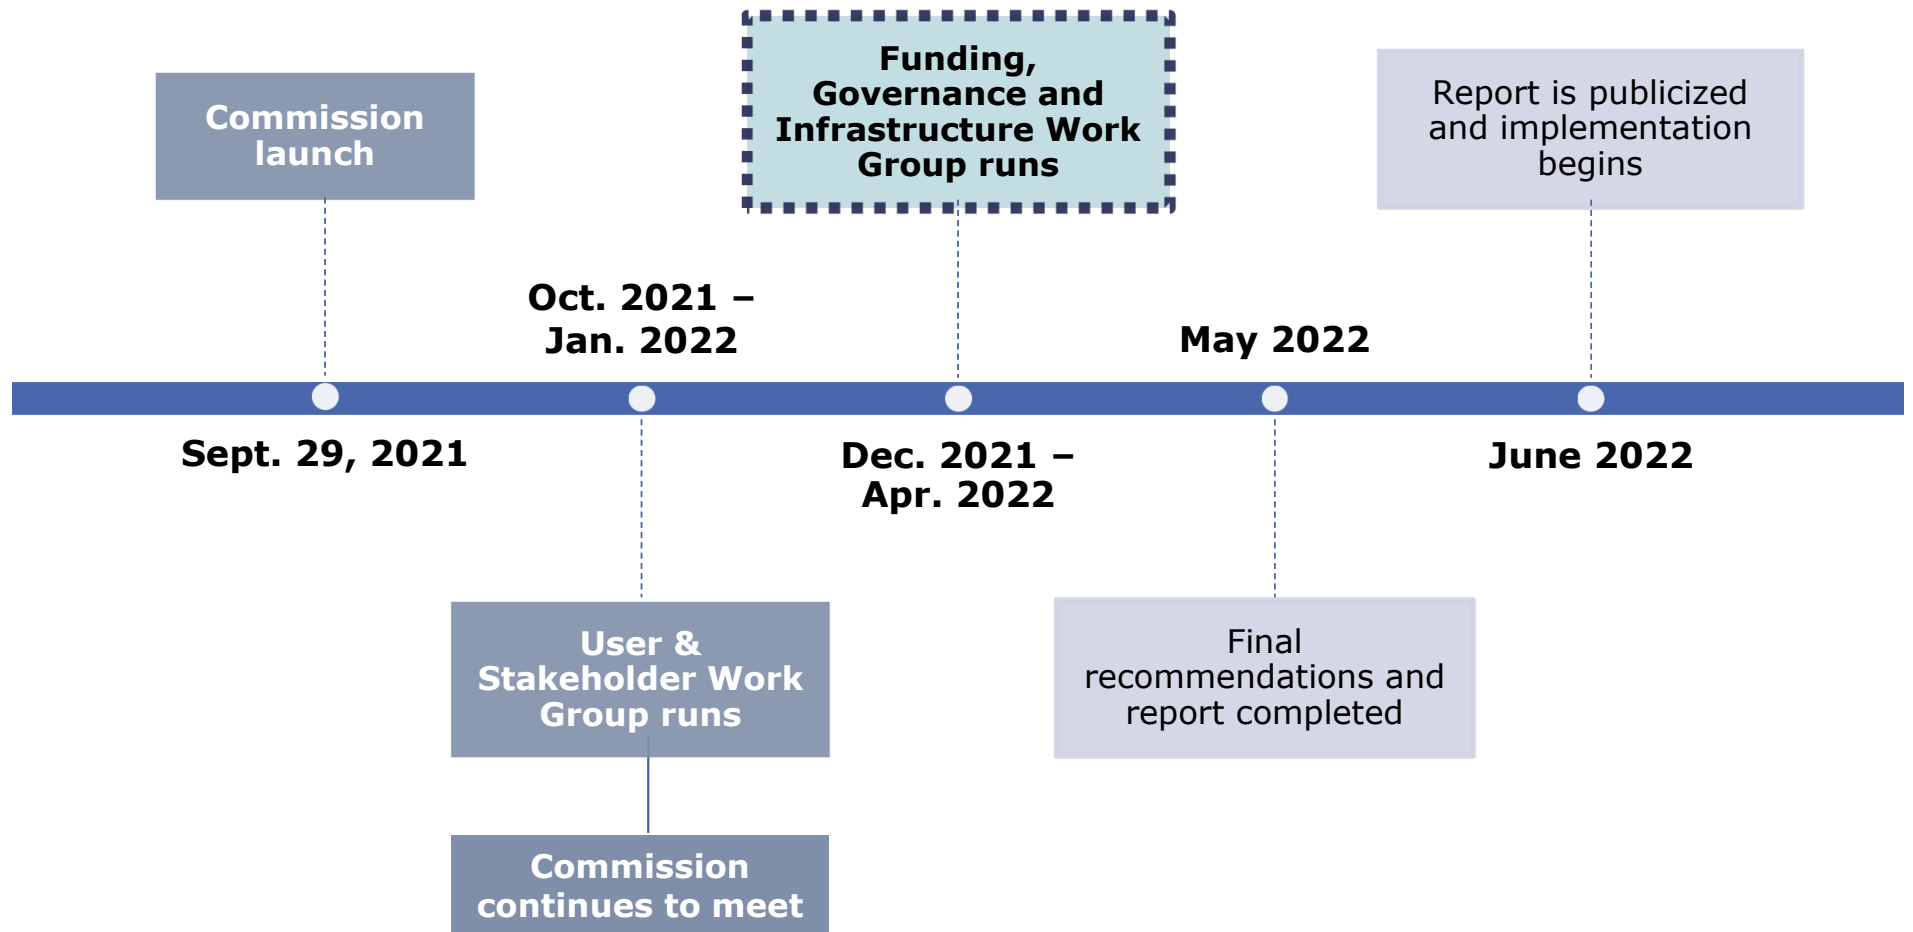 Commission
launch
Funding,
Governance and
Infrastructure Work
Group runs
Report is publicized
and implementation
begins
Oct. 2021 –
Jan. 2022
May 2022
Sept. 29, 2021
Dec. 2021 –
Apr. 2022
June 2022
User &
Stakeholder Work
Group runs
Final
recommendations and
report completed
Commission
continues to meet